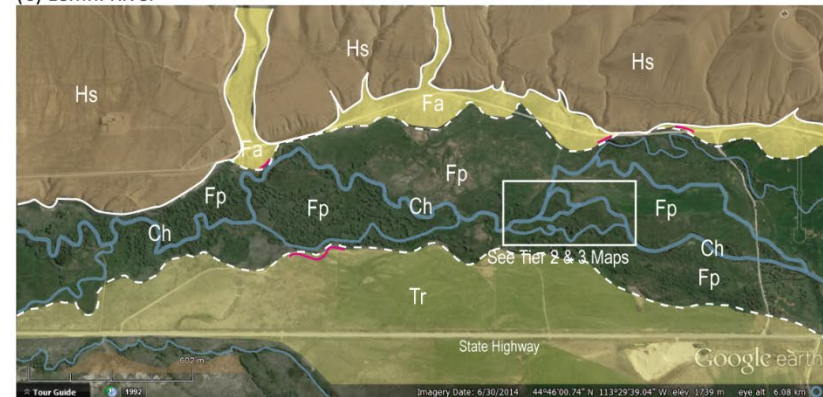 (C) Lemhi River
Hs
Hs
Hs
Fa
Fa
Fp
Fp
Fp
Fp
Ch
Ch
Ch
Fp
See Tier 2 & 3 Maps
Tr
State Highway
Google earth
602 m
Tour Guide
1992
Imagery Date: 6/30/2014 44°46'00.74" N 113°29'39.04" W elev 1739 m eye alt 6.08 km